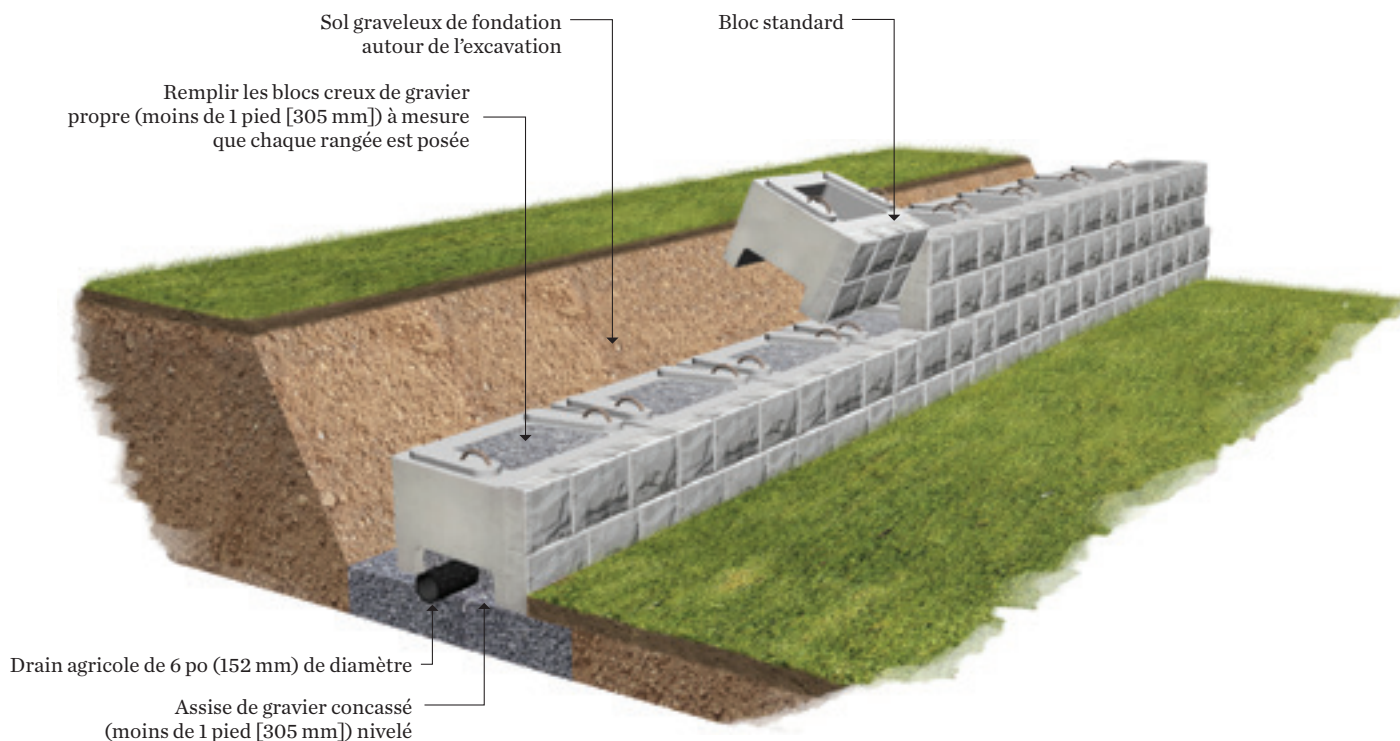 Sol graveleux de fondation
autour de l’excavation
Bloc standard
Remplir les blocs creux de gravier
propre (moins de 1 pied [305 mm]) à mesure
que chaque rangée est posée
Drain agricole de 6 po (152 mm) de diamètre
Assise de gravier concassé
(moins de 1 pied [305 mm]) nivelé